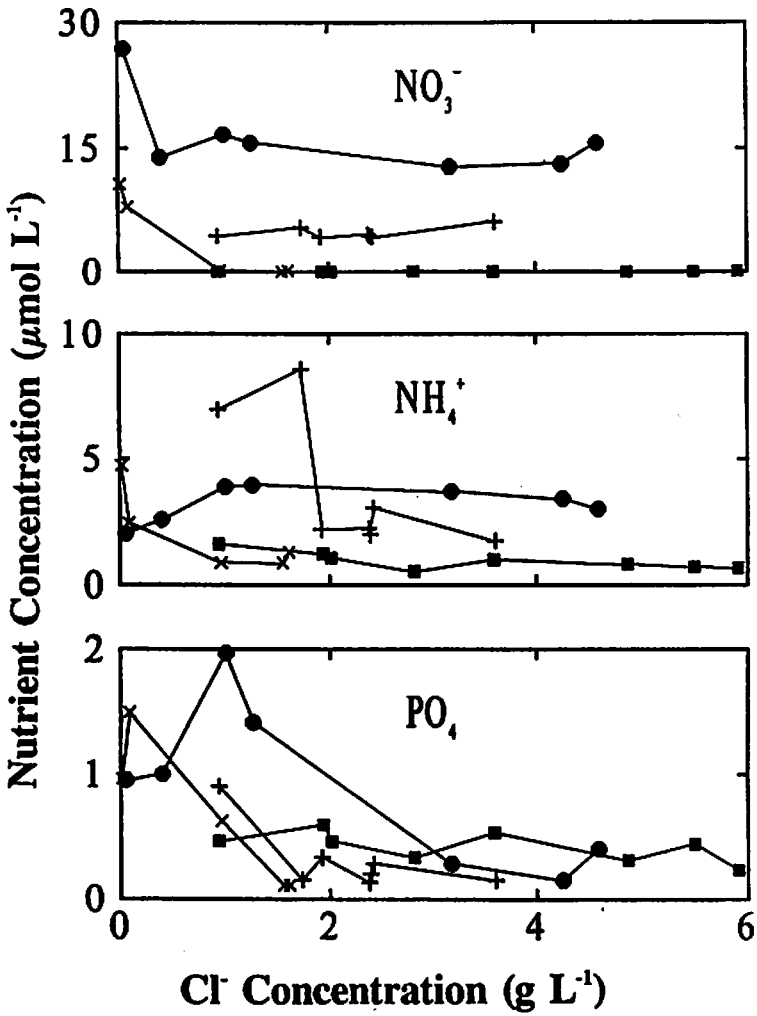 Nutrient Concentration (µmol L⁻¹)
30
15
0
NO₃⁻
10
5
0
NH₄⁺
2
1
0
PO₄
0 2 4 6
Cl⁻ Concentration (g L⁻¹)